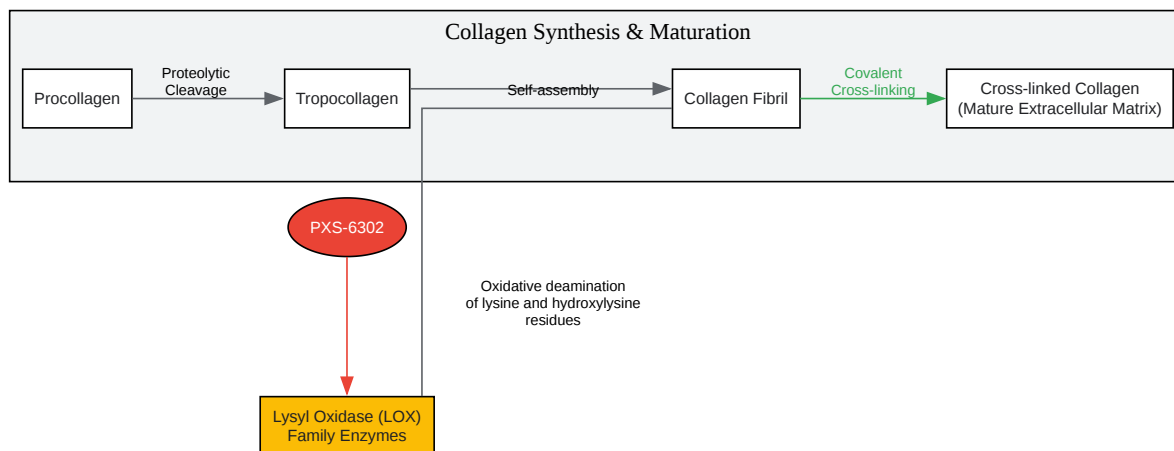 Collagen Synthesis & Maturation
Procollagen
Proteolytic
Cleavage
Tropocollagen
Self-assembly
Collagen Fibril
Covalent
Cross-linking
Cross-linked Collagen
(Mature Extracellular Matrix)
PXS-6302
Oxidative deamination
of lysine and hydroxylysine
residues
Lysyl Oxidase (LOX)
Family Enzymes